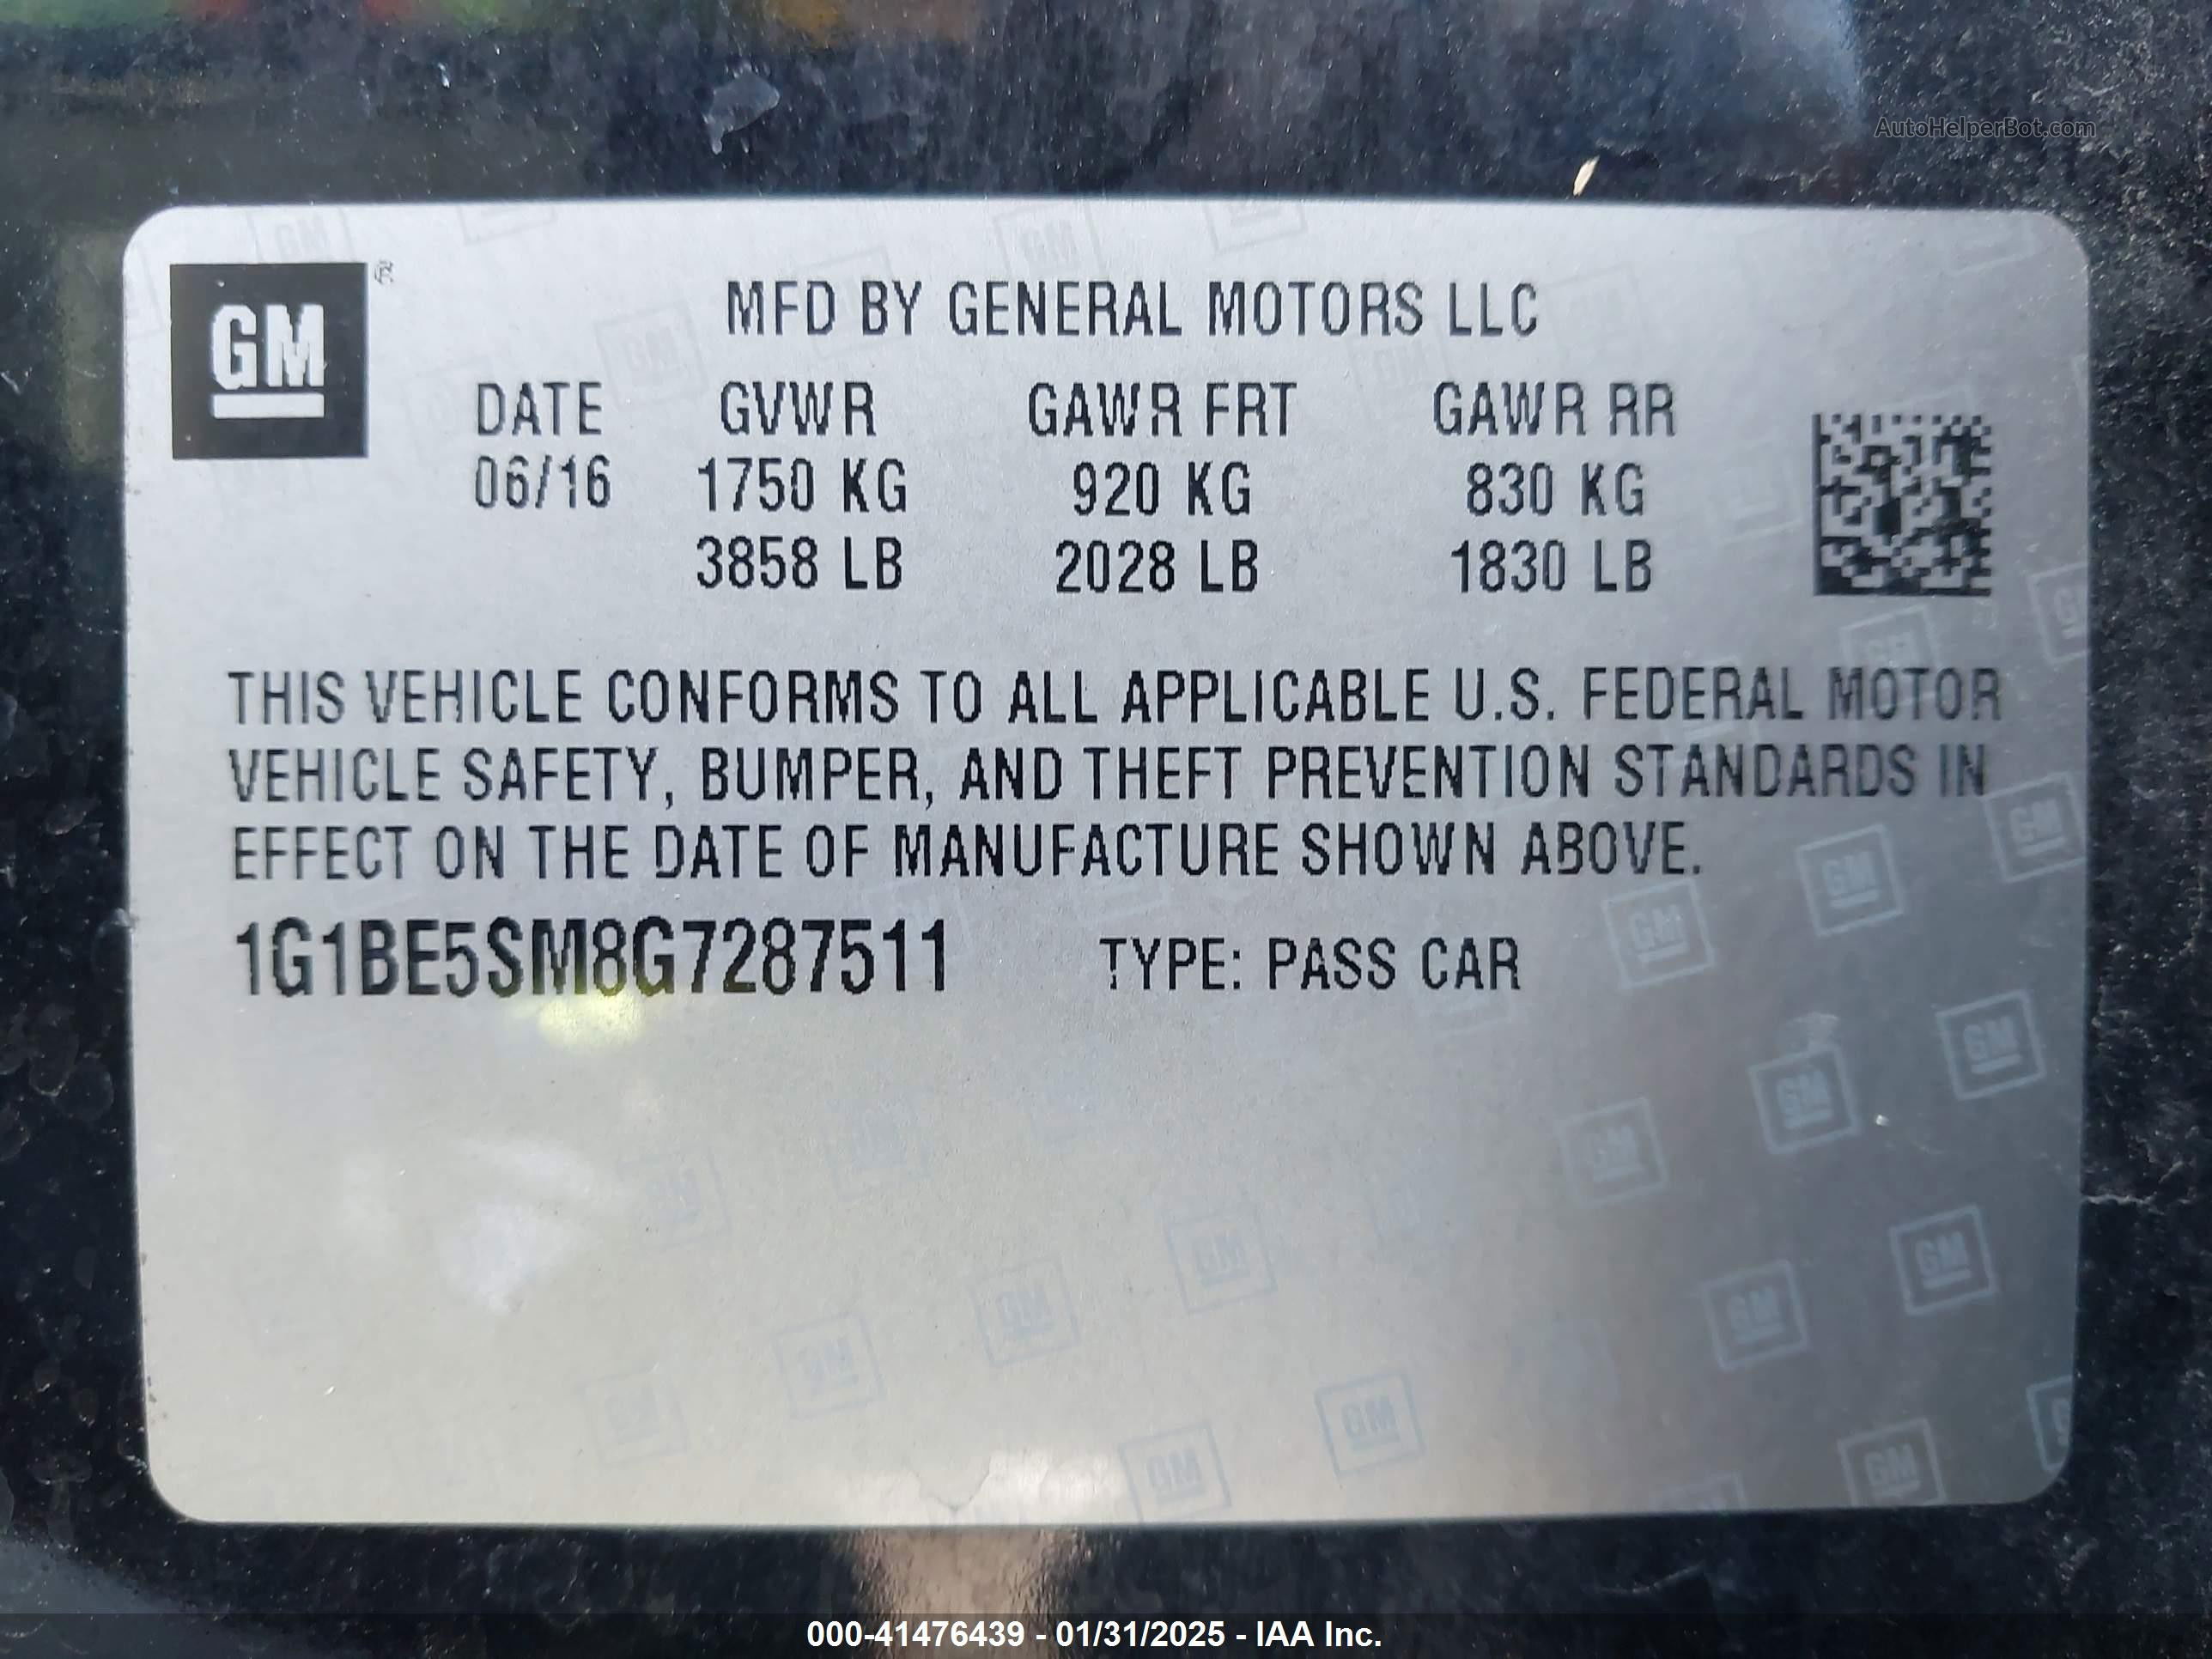 AutoHelperBot.com
GM ®
MFD BY GENERAL MOTORS LLC
DATE GVWR GAWR FRT GAWR RR
06/16 1750 KG 920 KG 830 KG
3858 LB 2028 LB 1830 LB
THIS VEHICLE CONFORMS TO ALL APPLICABLE U.S. FEDERAL MOTOR
VEHICLE SAFETY, BUMPER, AND THEFT PREVENTION STANDARDS IN
EFFECT ON THE DATE OF MANUFACTURE SHOWN ABOVE.
1G1BE5SM8G7287511 TYPE: PASS CAR
000-41476439 - 01/31/2025 - IAA Inc.